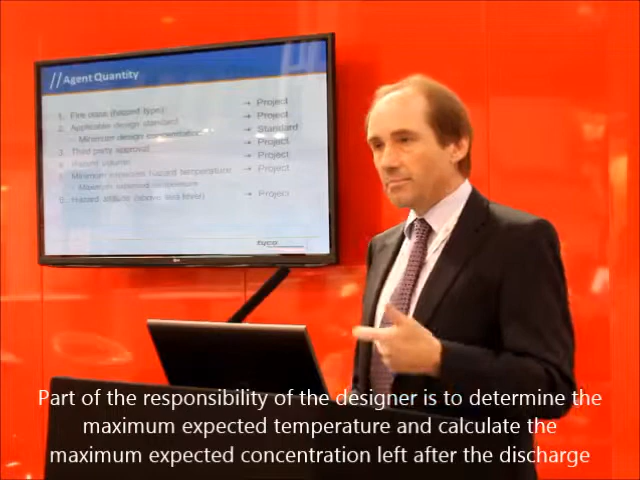 //Agent Quantity
1. Fire class (hazard type) → Project
2. Applicable design standard → Project
- Minimum design concentration → Standard
3. Third party approval → Project
4. Hazard volume → Project
5. Minimum expected hazard temperature → Project
- Maximum expected temperature
6. Hazard altitude (above sea level) → Project
tyco
LG
Part of the responsibility of the designer is to determine the
maximum expected temperature and calculate the
maximum expected concentration left after the discharge